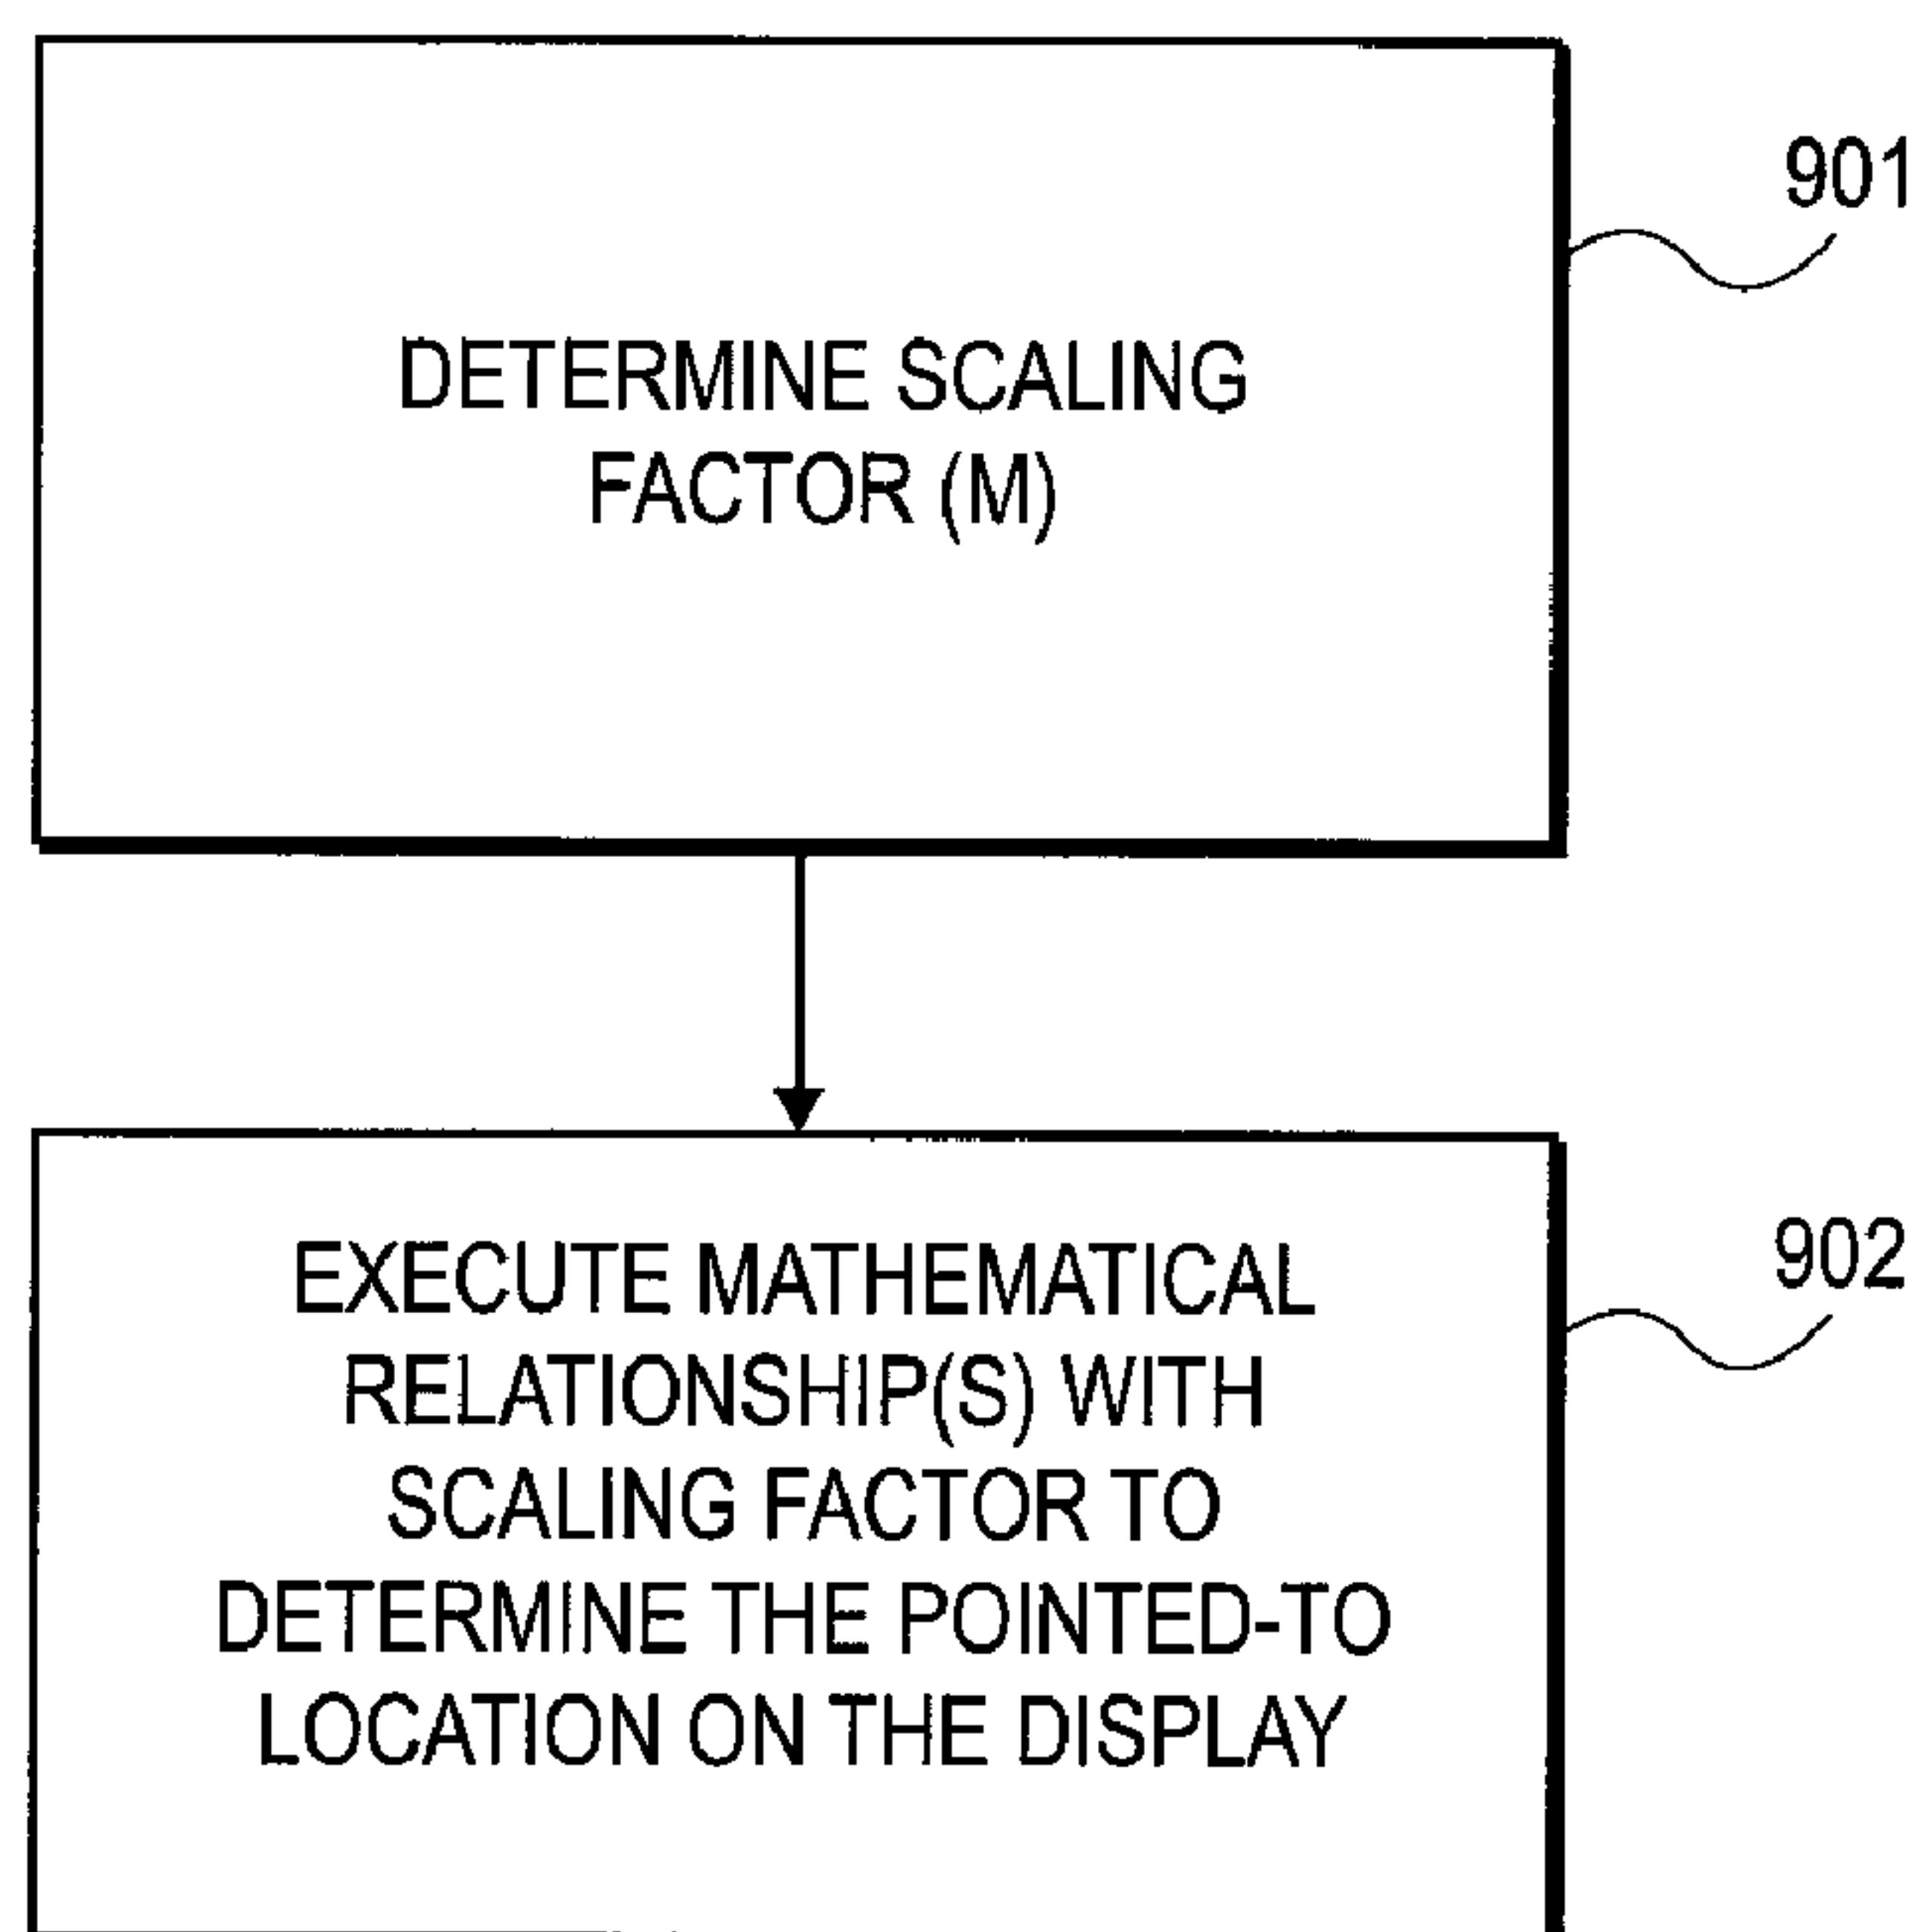 901
DETERMINE SCALING
FACTOR (M)
902
EXECUTE MATHEMATICAL
RELATIONSHIP(S) WITH
SCALING FACTOR TO
DETERMINE THE POINTED-TO
LOCATION ON THE DISPLAY